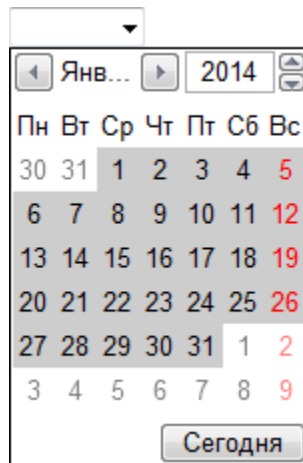 Янв... 2014
Пн Вт Ср Чт Пт Сб Вс
30 31 1 2 3 4 5
6 7 8 9 10 11 12
13 14 15 16 17 18 19
20 21 22 23 24 25 26
27 28 29 30 31 1 2
3 4 5 6 7 8 9
Сегодня